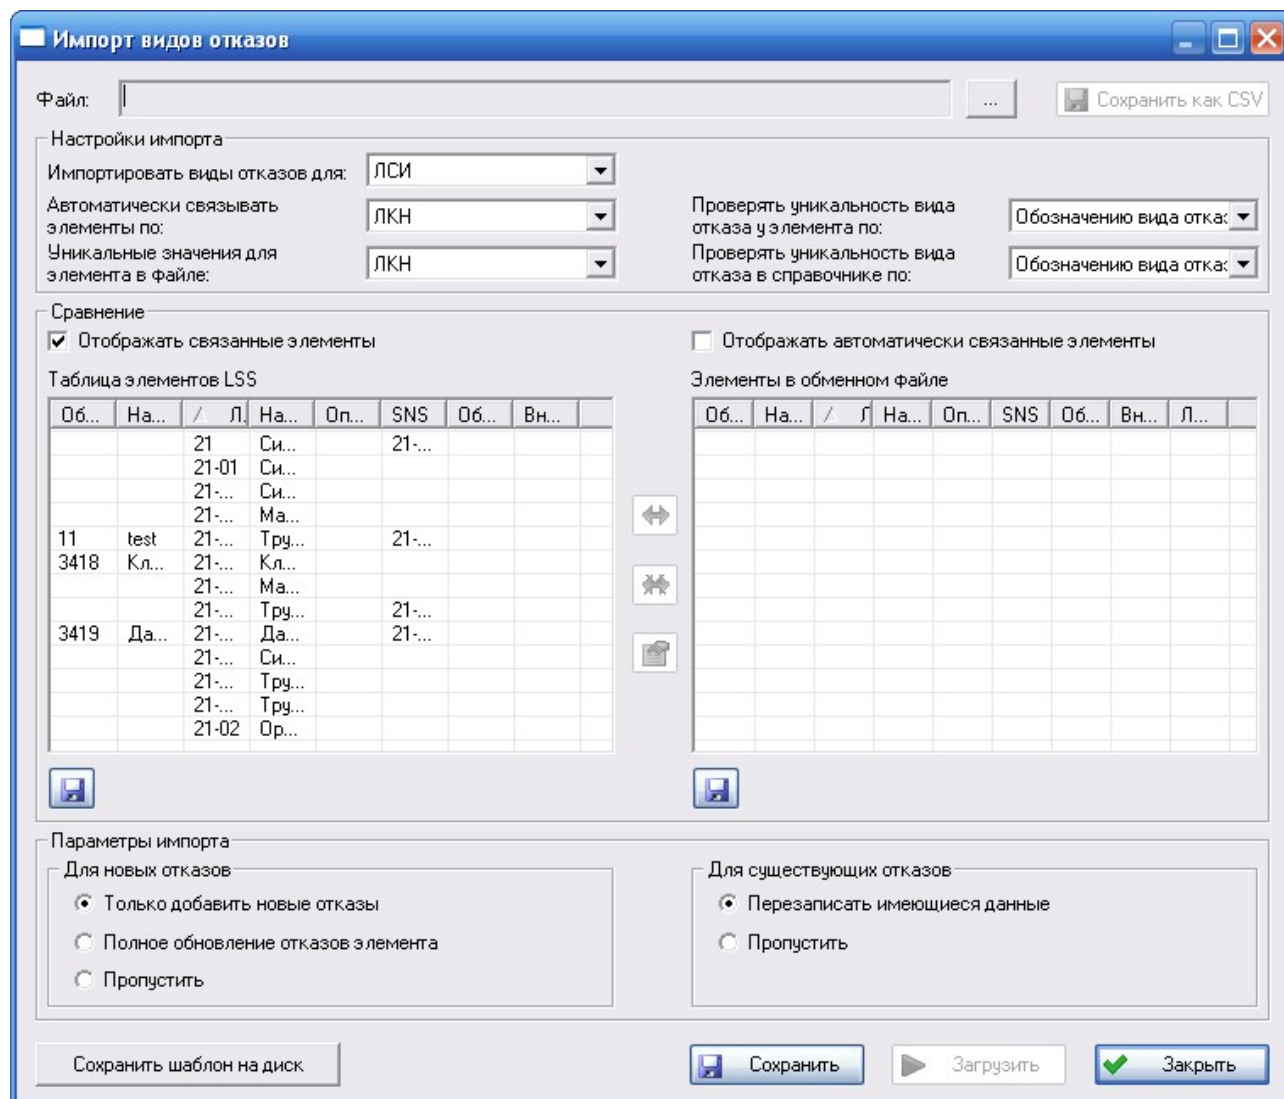 Импорт видов отказов
Файл:
...
Сохранить как CSV
Настройки импорта
Импортировать виды отказов для:
ЛСИ
Автоматически связывать
элементы по:
ЛКН
Проверять уникальность вида
отказа у элемента по:
Обозначению вида отказ
Уникальные значения для
элемента в файле:
ЛКН
Проверять уникальность вида
отказа в справочнике по:
Обозначению вида отказ
Сравнение
Отображать связанные элементы
Отображать автоматически связанные элементы
Таблица элементов LSS
Элементы в обменном файле
Об... На... Л. На... Оп... SNS Об... Вн...
Об... На... Л На... Оп... SNS Об... Вн... Л...
21 Си... 21-...
21-01 Си...
21-... Си...
21-... Ма...
11 test 21-... Тру... 21-...
3418 Кл... 21-... Кл...
21-... Ма...
21-... Тру... 21-...
3419 Да... 21-... Да... 21-...
21-... Си...
21-... Тру...
21-... Тру...
21-02 Ор...
Параметры импорта
Для новых отказов
Только добавить новые отказы
Полное обновление отказов элемента
Пропустить
Для существующих отказов
Перезаписать имеющиеся данные
Пропустить
Сохранить шаблон на диск
Сохранить
Загрузить
Закрыть